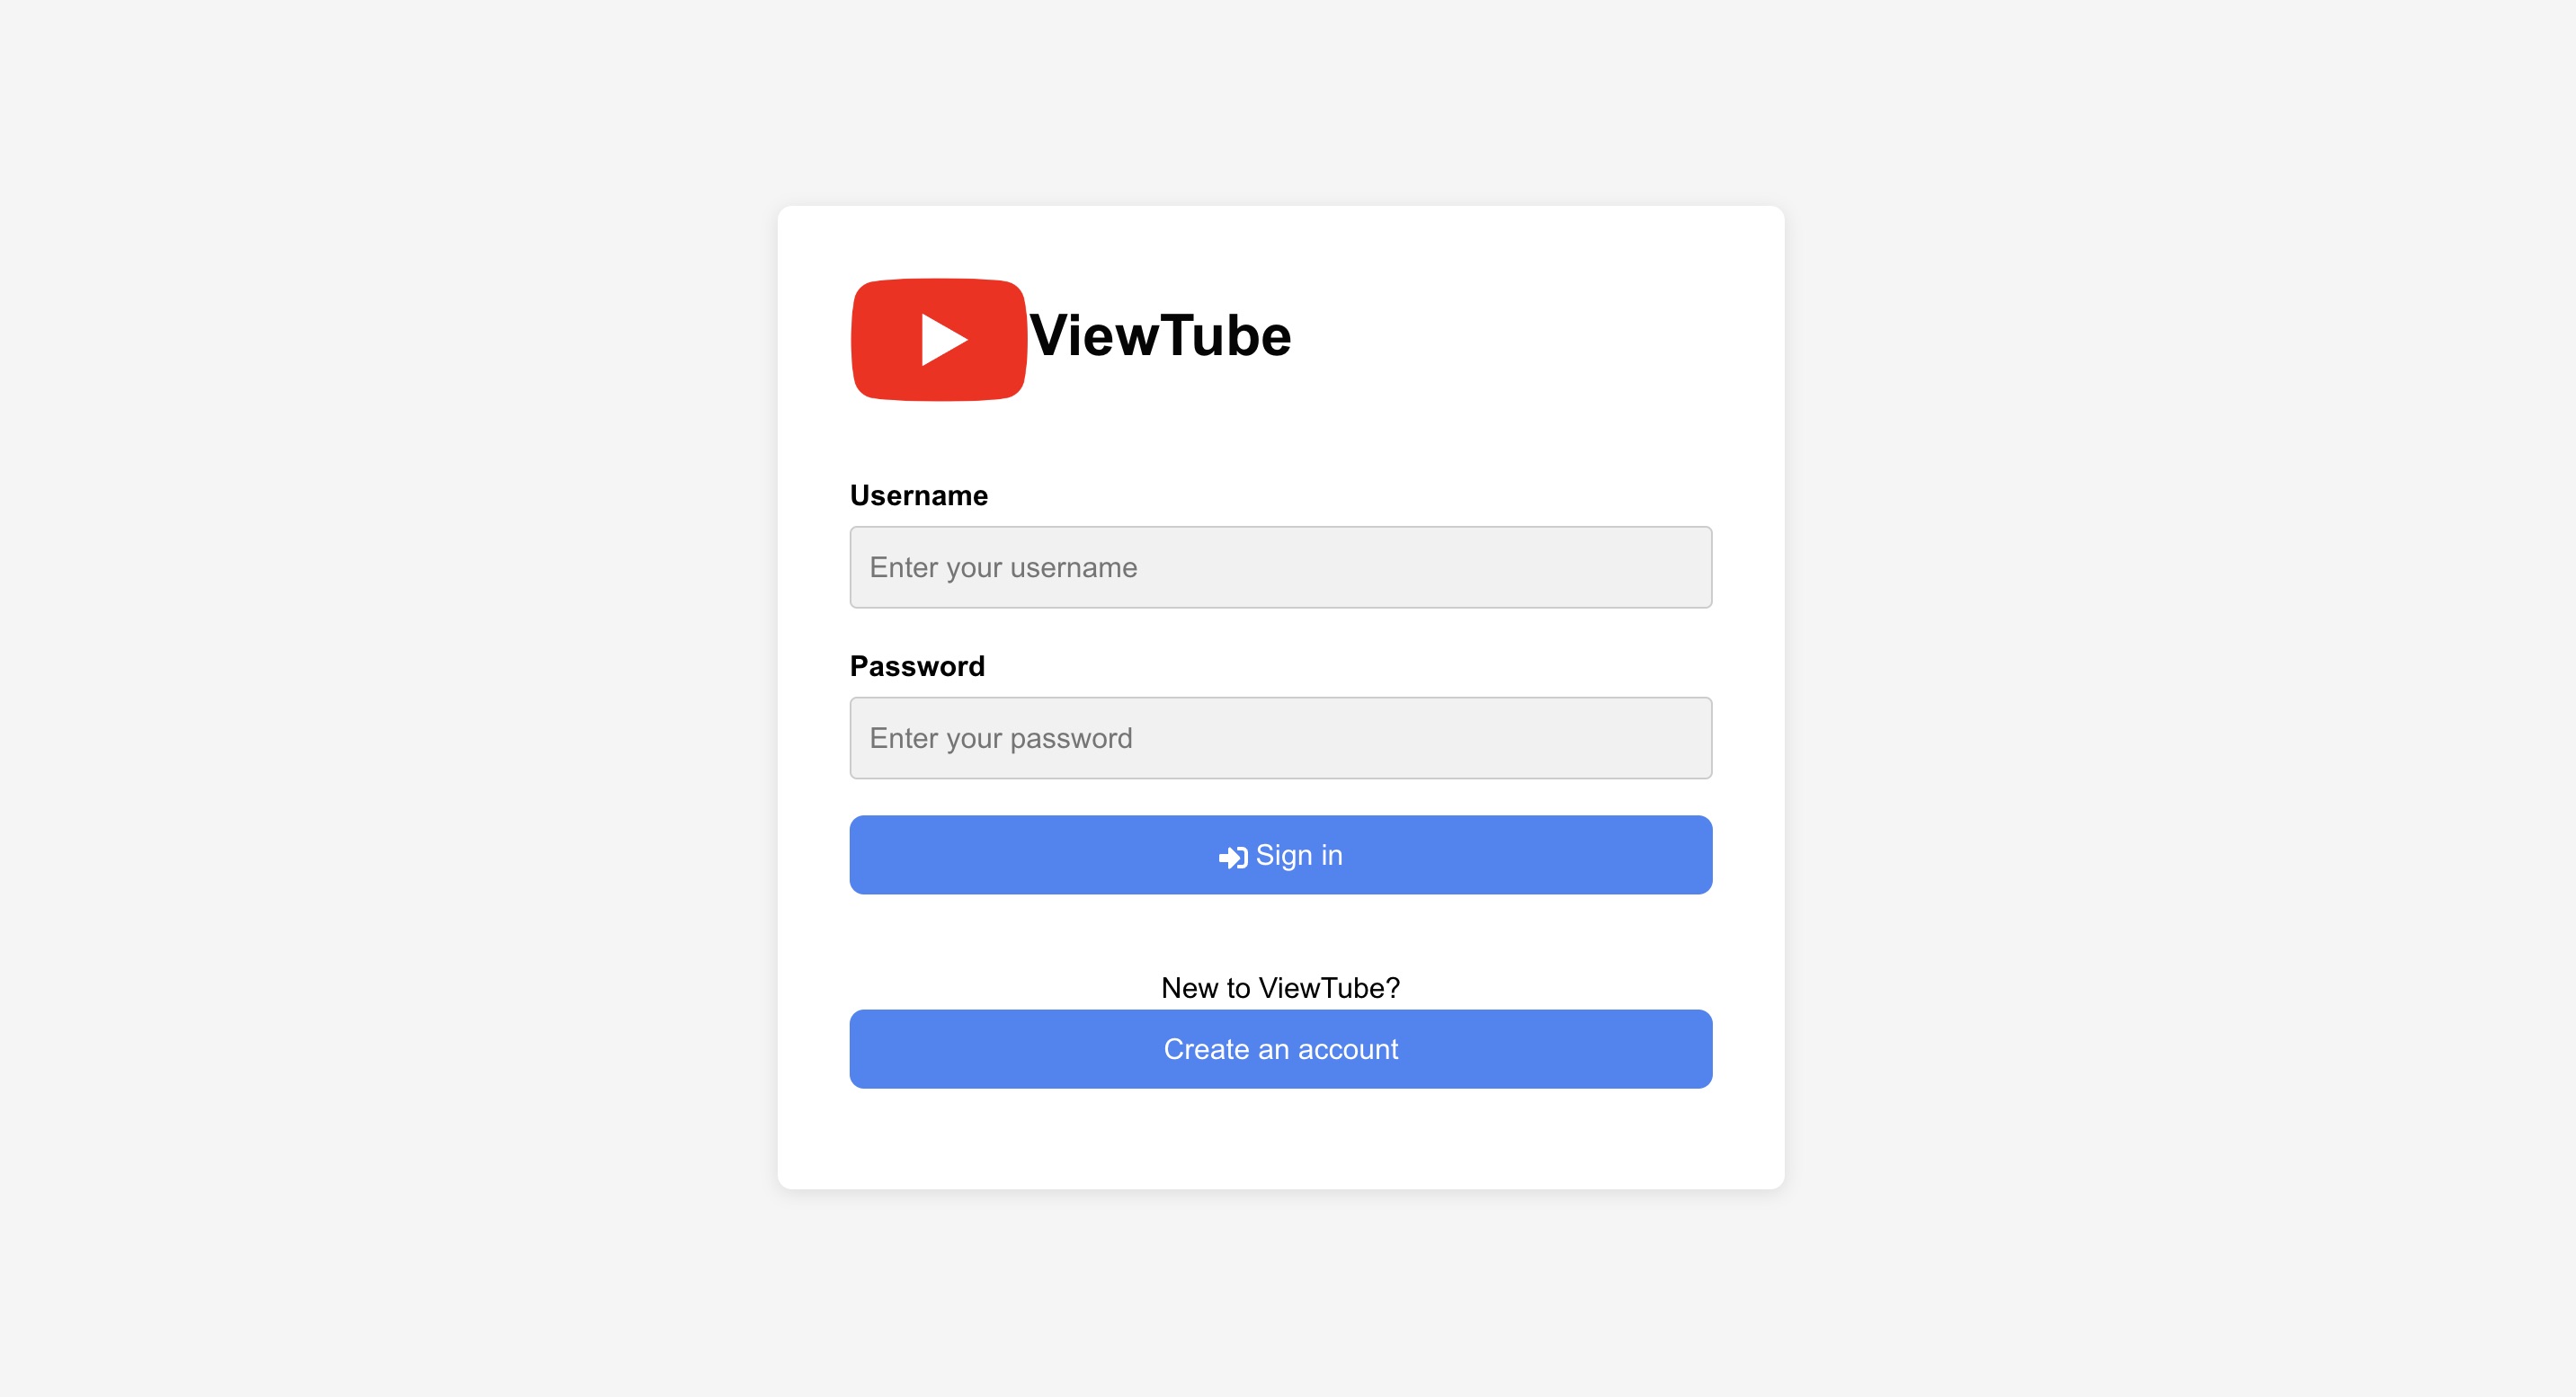 ViewTube
Username
Enter your username
Password
Enter your password
Sign in
New to ViewTube?
Create an account